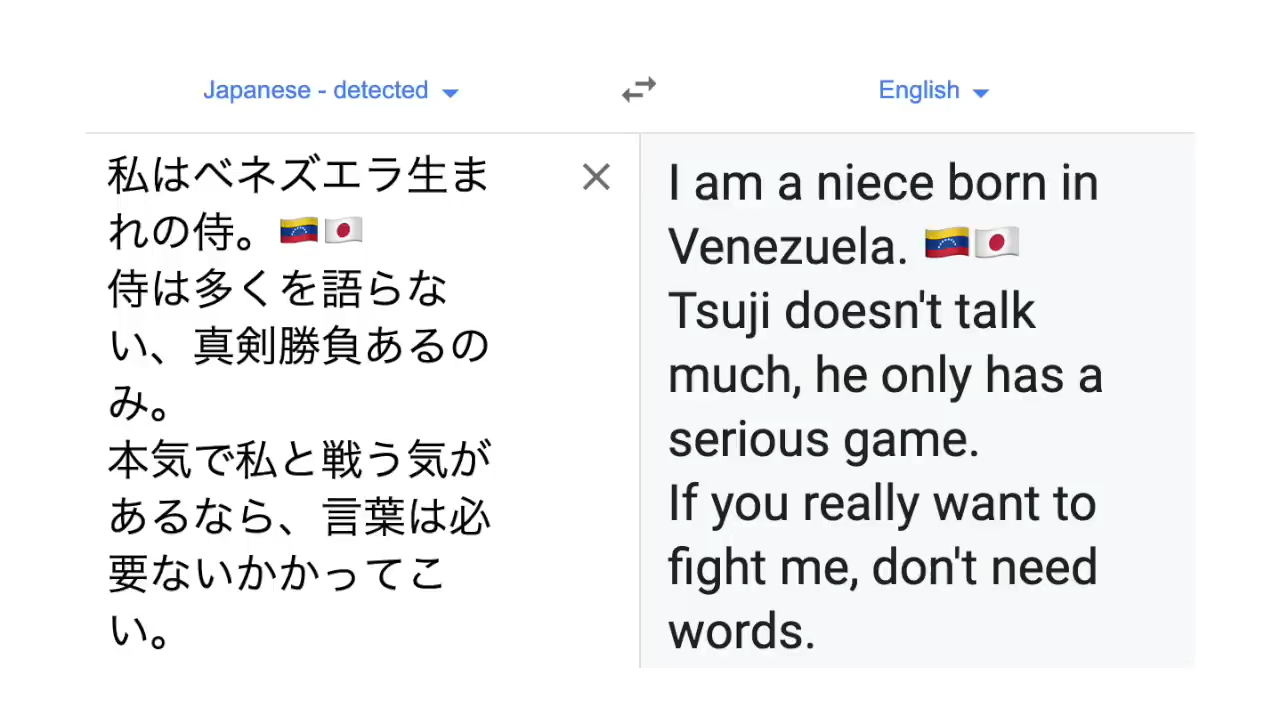 Japanese - detected
English
私はベネズエラ生ま
れの侍。🇻🇪🇯🇵
侍は多くを語らな
い、真剣勝負あるの
み。
本気で私と戦う気が
あるなら、言葉は必
要ないかかってこ
い。
I am a niece born in
Venezuela. 🇻🇪🇯🇵
Tsuji doesn't talk
much, he only has a
serious game.
If you really want to
fight me, don't need
words.